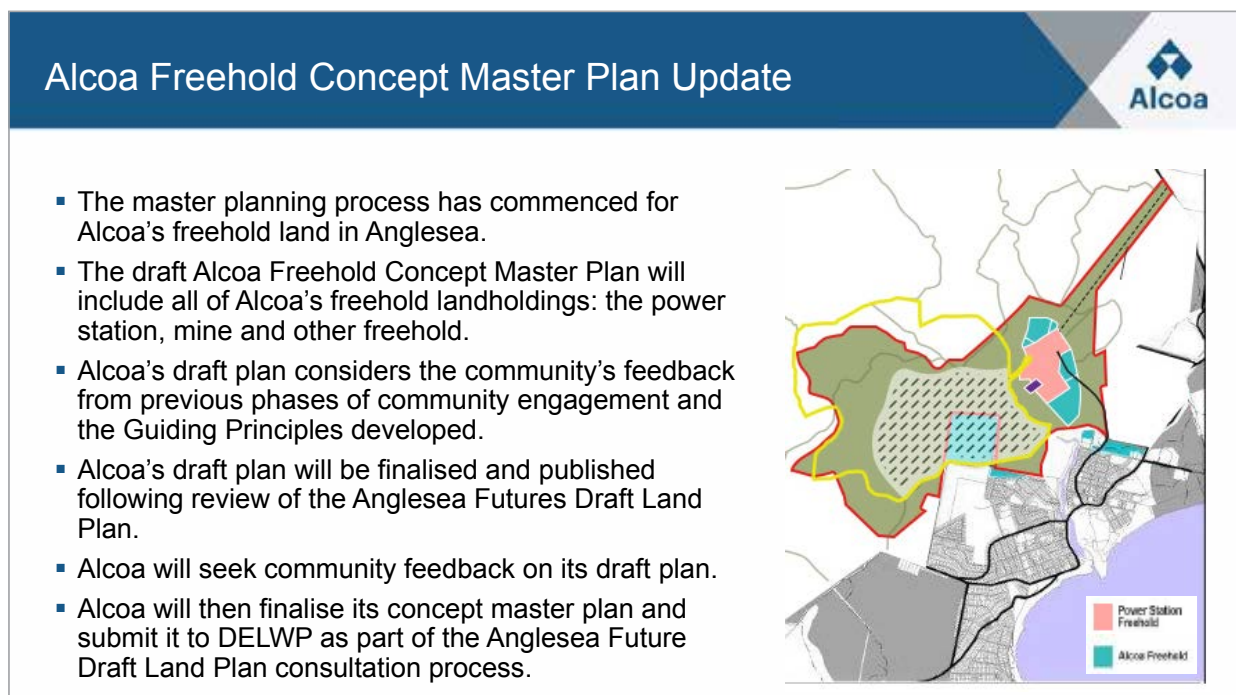 Alcoa Freehold Concept Master Plan Update
Alcoa
▪ The master planning process has commenced for
Alcoa’s freehold land in Anglesea.
▪ The draft Alcoa Freehold Concept Master Plan will
include all of Alcoa’s freehold landholdings: the power
station, mine and other freehold.
▪ Alcoa’s draft plan considers the community’s feedback
from previous phases of community engagement and
the Guiding Principles developed.
▪ Alcoa’s draft plan will be finalised and published
following review of the Anglesea Futures Draft Land
Plan.
▪ Alcoa will seek community feedback on its draft plan.
▪ Alcoa will then finalise its concept master plan and
submit it to DELWP as part of the Anglesea Future
Draft Land Plan consultation process.
Power Station
Freehold
Alcoa Freehold